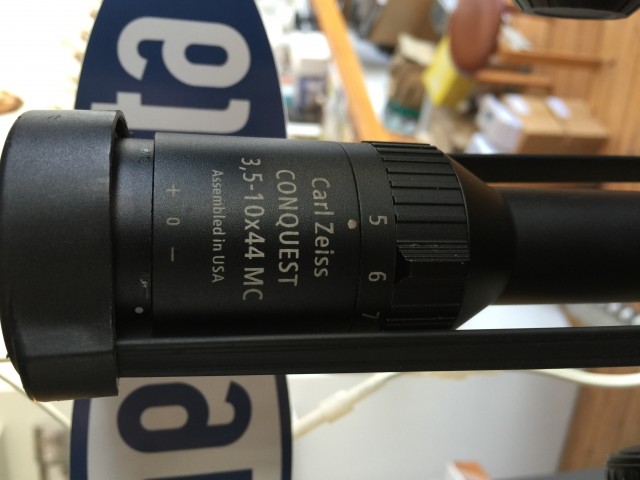 Carl Zeiss
CONQUEST
3,5-10x44 MC
Assembled in USA
+ 0 -
5
6
7